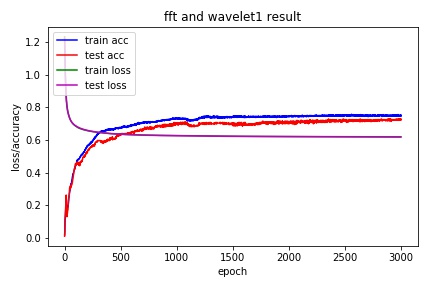 fft and wavelet1 result
train acc
test acc
train loss
test loss
loss/accuracy
1.2
1.0
0.8
0.6
0.4
0.2
0.0
0
500
1000
1500
2000
2500
3000
epoch